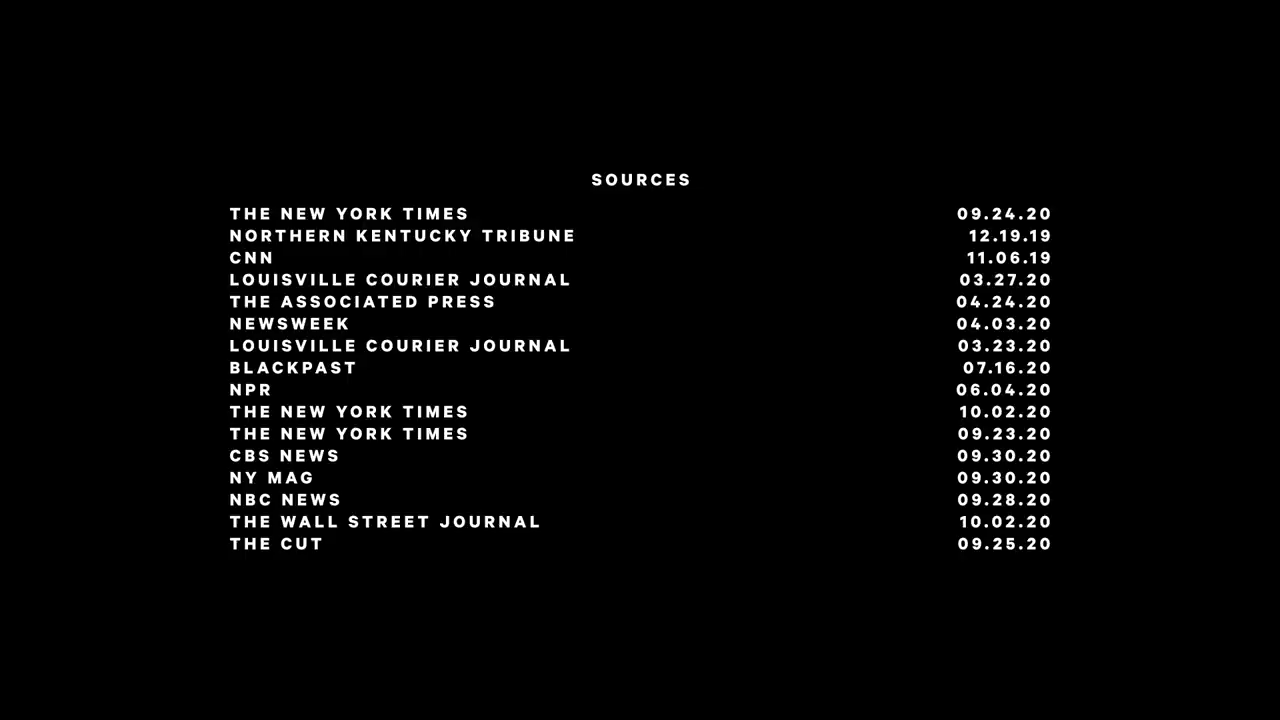 SOURCES
THE NEW YORK TIMES 09.24.20
NORTHERN KENTUCKY TRIBUNE 12.19.19
CNN 11.06.19
LOUISVILLE COURIER JOURNAL 03.27.20
THE ASSOCIATED PRESS 04.24.20
NEWSWEEK 04.03.20
LOUISVILLE COURIER JOURNAL 03.23.20
BLACKPAST 07.16.20
NPR 06.04.20
THE NEW YORK TIMES 10.02.20
THE NEW YORK TIMES 09.23.20
CBS NEWS 09.30.20
NY MAG 09.30.20
NBC NEWS 09.28.20
THE WALL STREET JOURNAL 10.02.20
THE CUT 09.25.20